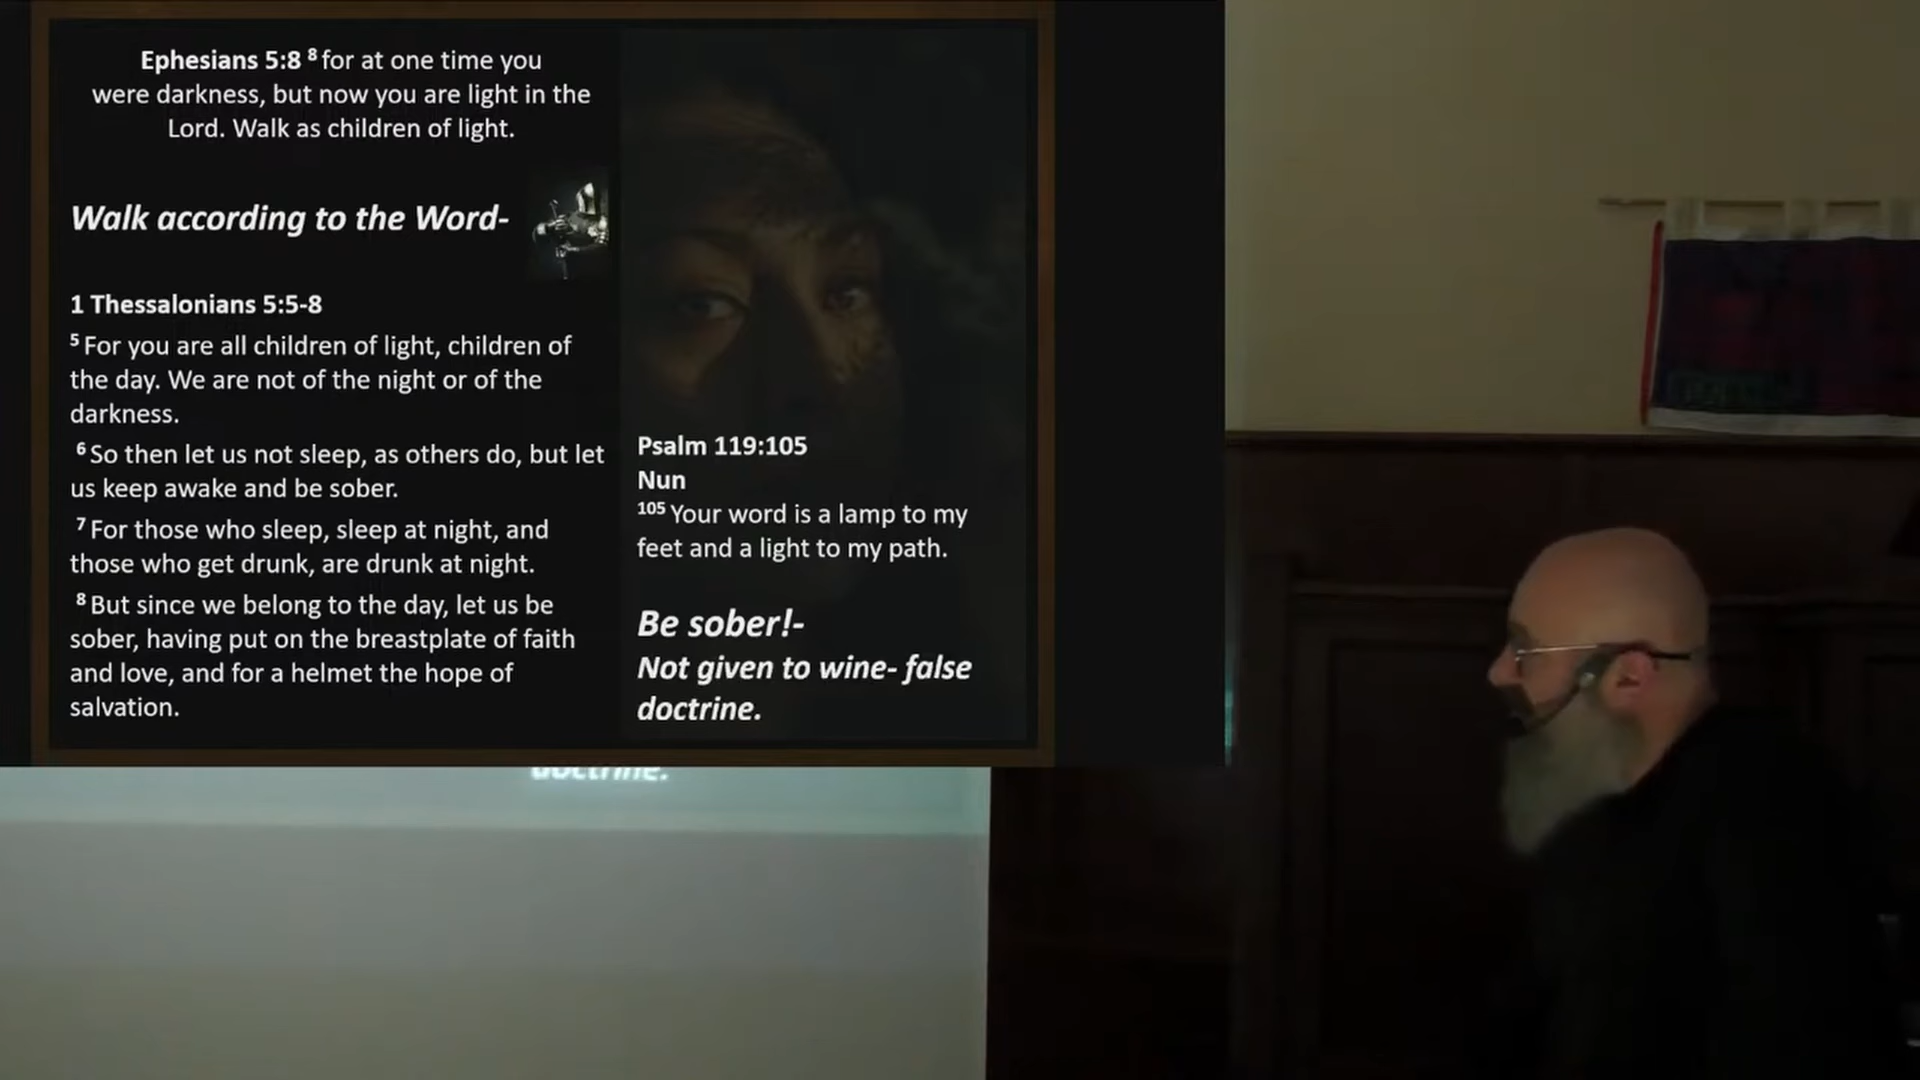 Ephesians 5:8 ⁸ for at one time you
were darkness, but now you are light in the
Lord. Walk as children of light.
Walk according to the Word-
1 Thessalonians 5:5-8
⁵ For you are all children of light, children of
the day. We are not of the night or of the
darkness.
⁶ So then let us not sleep, as others do, but let
us keep awake and be sober.
⁷ For those who sleep, sleep at night, and
those who get drunk, are drunk at night.
⁸ But since we belong to the day, let us be
sober, having put on the breastplate of faith
and love, and for a helmet the hope of
salvation.
Psalm 119:105
Nun
¹⁰⁵ Your word is a lamp to my
feet and a light to my path.
Be sober!-
Not given to wine- false
doctrine.
doctrine.